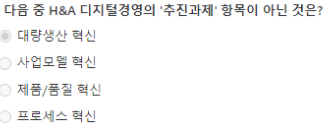 다음 중 H&A 디지털경영의 '추진과제' 항목이 아닌 것은?
대량생산 혁신
사업모델 혁신
제품/품질 혁신
프로세스 혁신